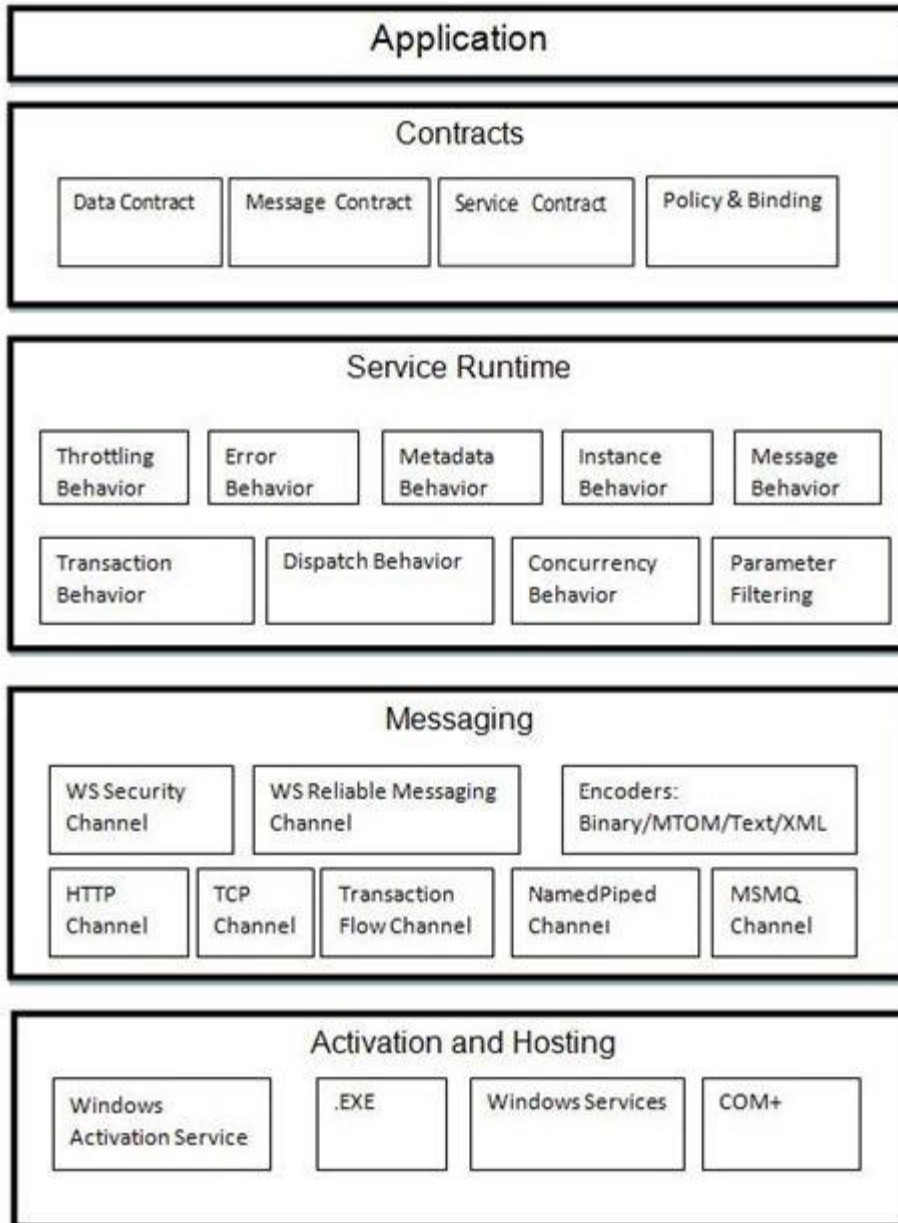 Application
Contracts
Data Contract
Message Contract
Service Contract
Policy & Binding
Service Runtime
Throttling
Behavior
Error
Behavior
Metadata
Behavior
Instance
Behavior
Message
Behavior
Transaction
Behavior
Dispatch Behavior
Concurrency
Behavior
Parameter
Filtering
Messaging
WS Security
Channel
WS Reliable Messaging
Channel
Encoders:
Binary/MTOM/Text/XML
HTTP
Channel
TCP
Channel
Transaction
Flow Channel
NamedPiped
Channel
MSMQ
Channel
Activation and Hosting
Windows
Activation Service
.EXE
Windows Services
COM+